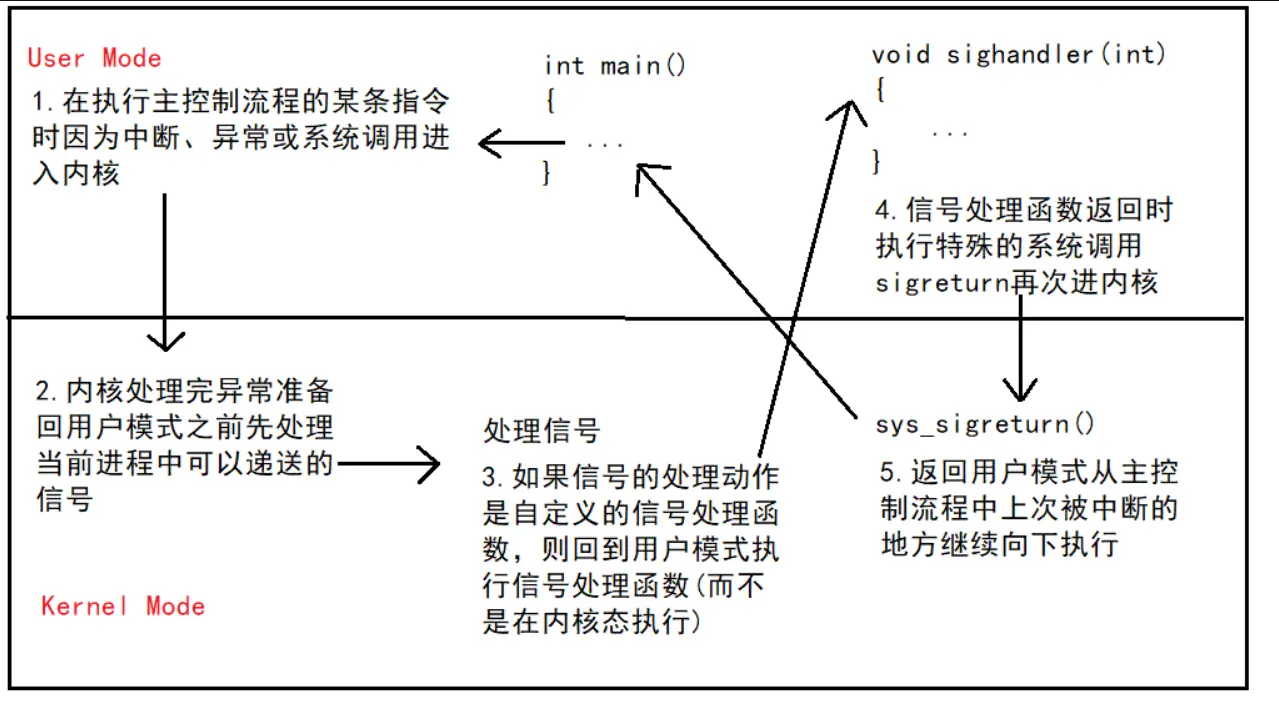 User Mode
1.在执行主控制流程的某条指令
时因为中断、异常或系统调用进
入内核
int main()
{
...
}
void sighandler(int)
{
...
}
4.信号处理函数返回时
执行特殊的系统调用
sigreturn再次进内核
2.内核处理完异常准备
回用户模式之前先处理
当前进程中可以递送的
信号
处理信号
3.如果信号的处理动作
是自定义的信号处理函
数，则回到用户模式执
行信号处理函数(而不
是在内核态执行)
sys_sigreturn()
5.返回用户模式从主控
制流程中上次被中断的
地方继续向下执行
Kernel Mode